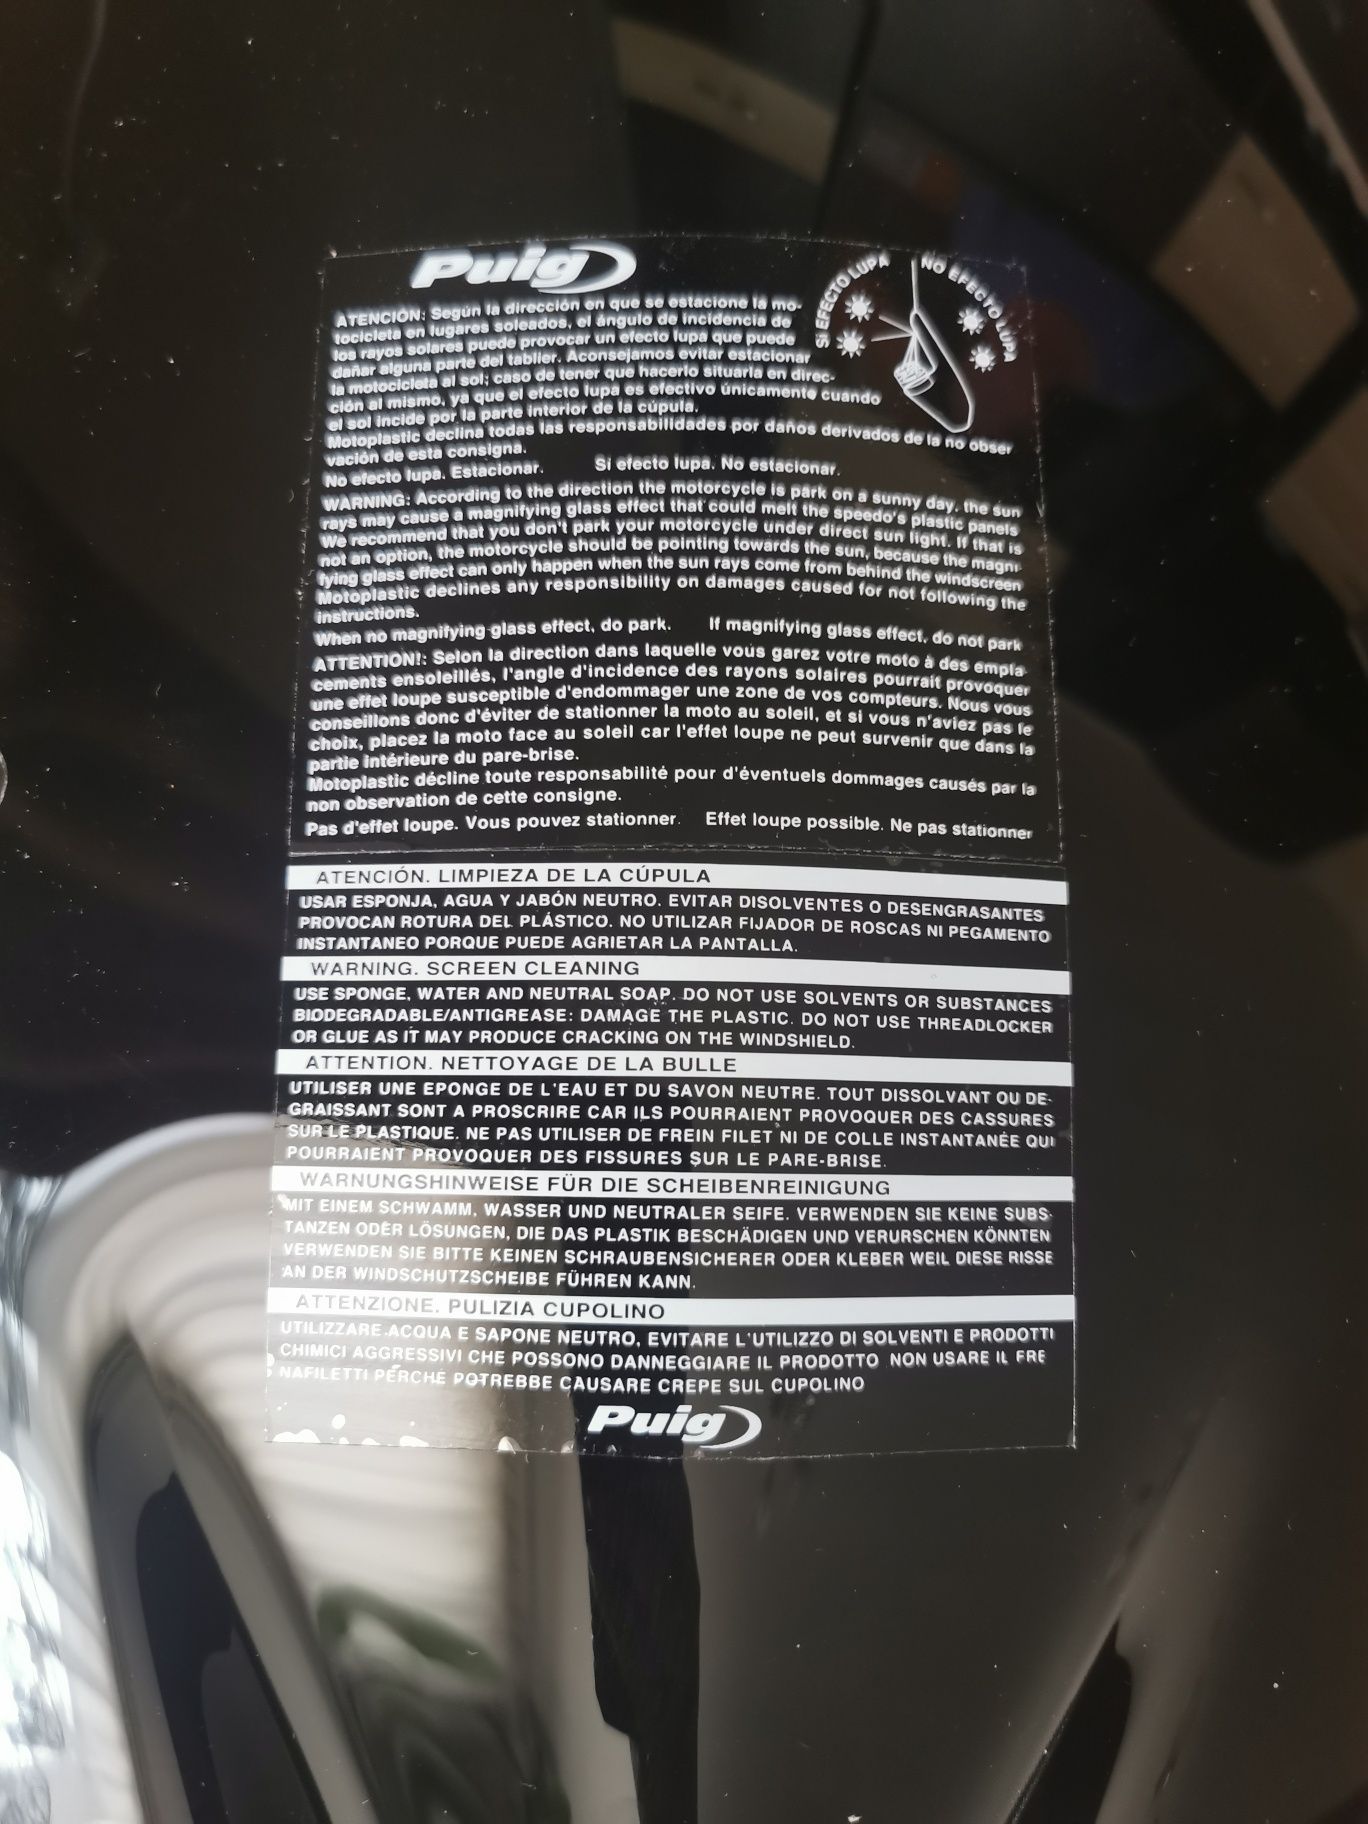 Puig
SI EFECTO LUPA
NO EFECTO LUPA
ATENCIÓN: Según la dirección en que se estacione la mo-
tocicleta en lugares soleados, el ángulo de incidencia de
los rayos solares puede provocar un efecto lupa que puede
dañar alguna parte del tablier. Aconsejamos evitar estacionar
la motocicleta al sol; caso de tener que hacerlo situarla en direc-
ción al mismo, ya que el efecto lupa es efectivo únicamente cuando
el sol incide por la parte interior de la cúpula.
Motoplastic declina todas las responsabilidades por daños derivados de la no obser
vación de esta consigna.
No efecto lupa. Estacionar. Si efecto lupa. No estacionar.
WARNING: According to the direction the motorcycle is park on a sunny day, the sun
rays may cause a magnifying glass effect that could melt the speedo's plastic panels
We recommend that you don't park your motorcycle under direct sun light. If that is
not an option, the motorcycle should be pointing towards the sun, because the magni-
fying glass effect can only happen when the sun rays come from behind the windscreen
Motoplastic declines any responsibility on damages caused for not following the
instructions.
When no magnifying glass effect, do park. If magnifying glass effect, do not park
ATTENTION!: Selon la direction dans laquelle vous garez votre moto à des empla-
cements ensoleillés, l'angle d'incidence des rayons solaires pourrait provoquer
une effet loupe susceptible d'endommager une zone de vos compteurs. Nous vous
conseillons donc d'éviter de stationner la moto au soleil, et si vous n'aviez pas le
choix, placez la moto face au soleil car l'effet loupe ne peut survenir que dans la
partie intérieure du pare-brise.
Motoplastic décline toute responsabilité pour d'éventuels dommages causés par la
non observation de cette consigne.
Pas d'effet loupe. Vous pouvez stationner. Effet loupe possible. Ne pas stationner
ATENCIÓN. LIMPIEZA DE LA CÚPULA
USAR ESPONJA, AGUA Y JABÓN NEUTRO. EVITAR DISOLVENTES O DESENGRASANTES
PROVOCAN ROTURA DEL PLÁSTICO. NO UTILIZAR FIJADOR DE ROSCAS NI PEGAMENTO
INSTANTANEO PORQUE PUEDE AGRIETAR LA PANTALLA.
WARNING. SCREEN CLEANING
USE SPONGE, WATER AND NEUTRAL SOAP. DO NOT USE SOLVENTS OR SUBSTANCES
BIODEGRADABLE/ANTIGREASE: DAMAGE THE PLASTIC. DO NOT USE THREADLOCKER
OR GLUE AS IT MAY PRODUCE CRACKING ON THE WINDSHIELD.
ATTENTION. NETTOYAGE DE LA BULLE
UTILISER UNE EPONGE DE L'EAU ET DU SAVON NEUTRE. TOUT DISSOLVANT OU DE-
GRAISSANT SONT A PROSCRIRE CAR ILS POURRAIENT PROVOQUER DES CASSURES
SUR LE PLASTIQUE. NE PAS UTILISER DE FREIN FILET NI DE COLLE INSTANTANÉE QUI
POURRAIENT PROVOQUER DES FISSURES SUR LE PARE-BRISE.
WARNUNGSHINWEISE FÜR DIE SCHEIBENREINIGUNG
MIT EINEM SCHWAMM, WASSER UND NEUTRALER SEIFE. VERWENDEN SIE KEINE SUBS-
TANZEN ODER LÖSUNGEN, DIE DAS PLASTIK BESCHÄDIGEN UND VERURSCHEN KÖNNTEN
VERWENDEN SIE BITTE KEINEN SCHRAUBENSICHERER ODER KLEBER WEIL DIESE RISSE
AN DER WINDSCHUTZSCHEIBE FÜHREN KANN.
ATTENZIONE. PULIZIA CUPOLINO
UTILIZZARE ACQUA E SAPONE NEUTRO, EVITARE L'UTILIZZO DI SOLVENTI E PRODOTTI
CHIMICI AGGRESSIVI CHE POSSONO DANNEGGIARE IL PRODOTTO NON USARE IL FRE
NAFILETTI PERCHÉ POTREBBE CAUSARE CREPE SUL CUPOLINO
Puig